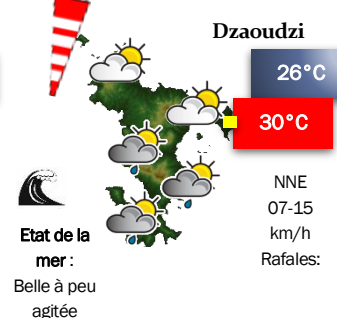 Dzaoudzi
26°C
30°C
NNE
07-15
km/h
Rafales:
Etat de la
mer :
Belle à peu
agitée